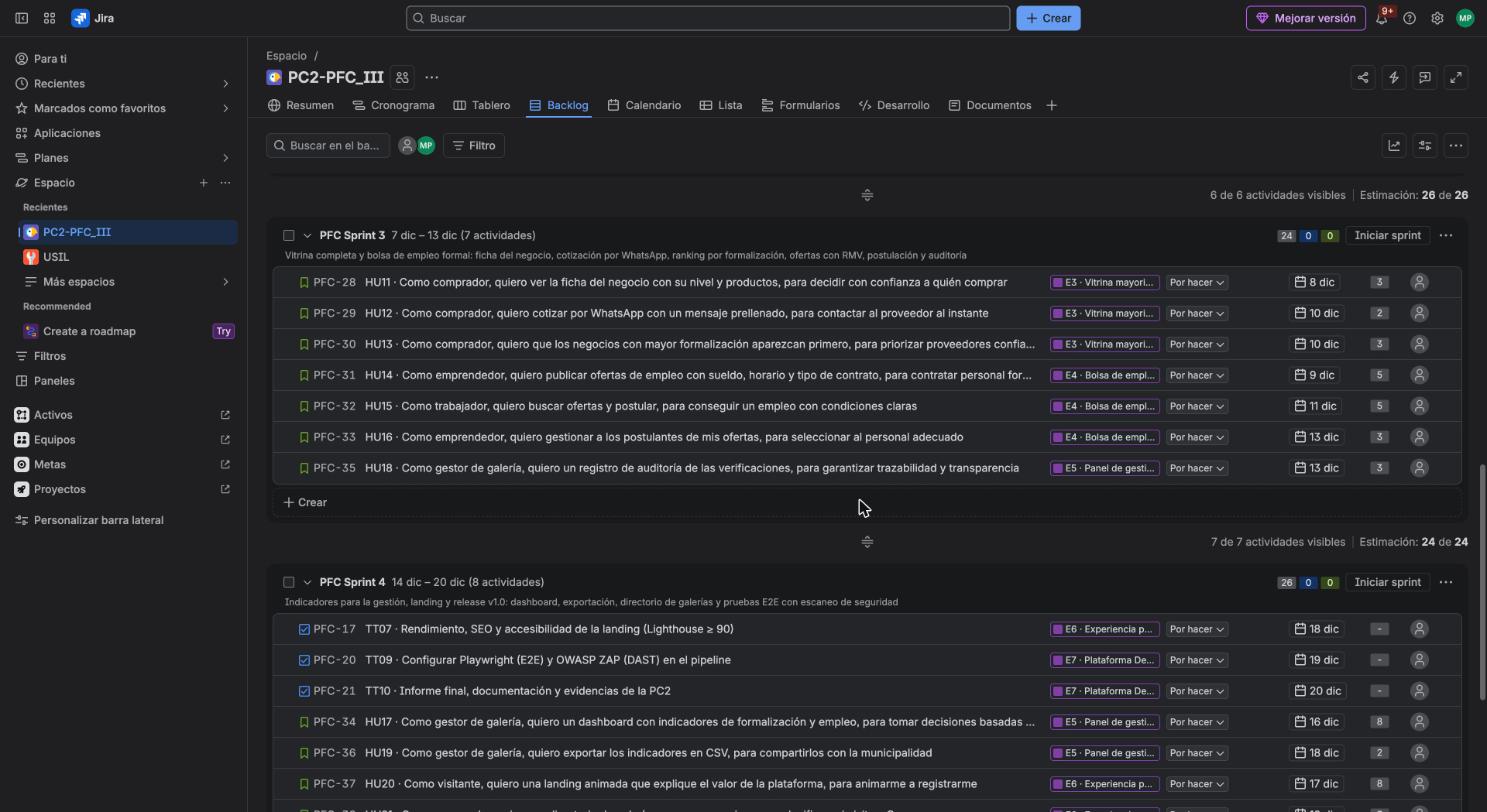 Jira
Buscar
Crear
Mejorar versión
9+
MP
Para ti
Recientes
Marcados como favoritos
Aplicaciones
Planes
Espacio
Recientes
PC2-PFC_III
USIL
Más espacios
Recommended
Create a roadmap Try
Filtros
Paneles
Activos
Equipos
Metas
Proyectos
Personalizar barra lateral
Espacio /
PC2-PFC_III
Resumen Cronograma Tablero Backlog Calendario Lista Formularios Desarrollo Documentos
Buscar en el ba... MP Filtro
6 de 6 actividades visibles Estimación: 26 de 26
PFC Sprint 3 7 dic – 13 dic (7 actividades) 24 0 0 Iniciar sprint
Vitrina completa y bolsa de empleo formal: ficha del negocio, cotización por WhatsApp, ranking por formalización, ofertas con RMV, postulación y auditoría
PFC-28 HU11 · Como comprador, quiero ver la ficha del negocio con su nivel y productos, para decidir con confianza a quién comprar E3 · Vitrina mayori... Por hacer 8 dic 3
PFC-29 HU12 · Como comprador, quiero cotizar por WhatsApp con un mensaje prellenado, para contactar al proveedor al instante E3 · Vitrina mayori... Por hacer 10 dic 2
PFC-30 HU13 · Como comprador, quiero que los negocios con mayor formalización aparezcan primero, para priorizar proveedores confia... E3 · Vitrina mayori... Por hacer 10 dic 3
PFC-31 HU14 · Como emprendedor, quiero publicar ofertas de empleo con sueldo, horario y tipo de contrato, para contratar personal for... E4 · Bolsa de empl... Por hacer 9 dic 5
PFC-32 HU15 · Como trabajador, quiero buscar ofertas y postular, para conseguir un empleo con condiciones claras E4 · Bolsa de empl... Por hacer 11 dic 5
PFC-33 HU16 · Como emprendedor, quiero gestionar a los postulantes de mis ofertas, para seleccionar al personal adecuado E4 · Bolsa de empl... Por hacer 13 dic 3
PFC-35 HU18 · Como gestor de galería, quiero un registro de auditoría de las verificaciones, para garantizar trazabilidad y transparencia E5 · Panel de gesti... Por hacer 13 dic 3
Crear
7 de 7 actividades visibles Estimación: 24 de 24
PFC Sprint 4 14 dic – 20 dic (8 actividades) 26 0 0 Iniciar sprint
Indicadores para la gestión, landing y release v1.0: dashboard, exportación, directorio de galerías y pruebas E2E con escaneo de seguridad
PFC-17 TT07 · Rendimiento, SEO y accesibilidad de la landing (Lighthouse ≥ 90) E6 · Experiencia p... Por hacer 18 dic -
PFC-20 TT09 · Configurar Playwright (E2E) y OWASP ZAP (DAST) en el pipeline E7 · Plataforma De... Por hacer 19 dic -
PFC-21 TT10 · Informe final, documentación y evidencias de la PC2 E7 · Plataforma De... Por hacer 20 dic -
PFC-34 HU17 · Como gestor de galería, quiero un dashboard con indicadores de formalización y empleo, para tomar decisiones basadas ... E5 · Panel de gesti... Por hacer 16 dic 8
PFC-36 HU19 · Como gestor de galería, quiero exportar los indicadores en CSV, para compartirlos con la municipalidad E5 · Panel de gesti... Por hacer 18 dic 2
PFC-37 HU20 · Como visitante, quiero una landing animada que explique el valor de la plataforma, para animarme a registrarme E6 · Experiencia p... Por hacer 17 dic 8